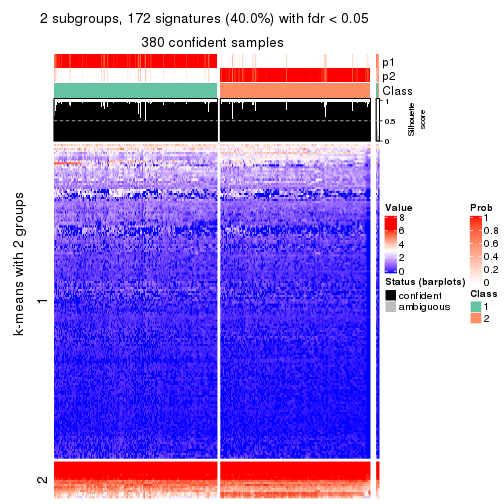 2 subgroups, 172 signatures (40.0%) with fdr < 0.05
380 confident samples
p1
p2
Class
1
0.5
0
Silhouette
score
k-means with 2 groups
1
2
Value
8
6
4
2
0
Prob
1
0.8
0.6
0.4
0.2
0
Status (barplots)
confident
ambiguous
Class
1
2